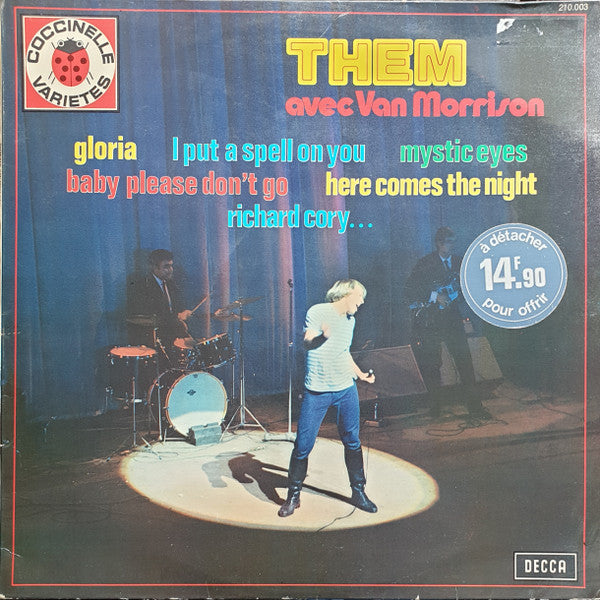 210.003
COCCINELLE
VARIETES
THEM
avec Van Morrison
gloria I put a spell on you mystic eyes
baby please don't go here comes the night
richard cory...
à détacher
14F.90
pour offrir
DECCA